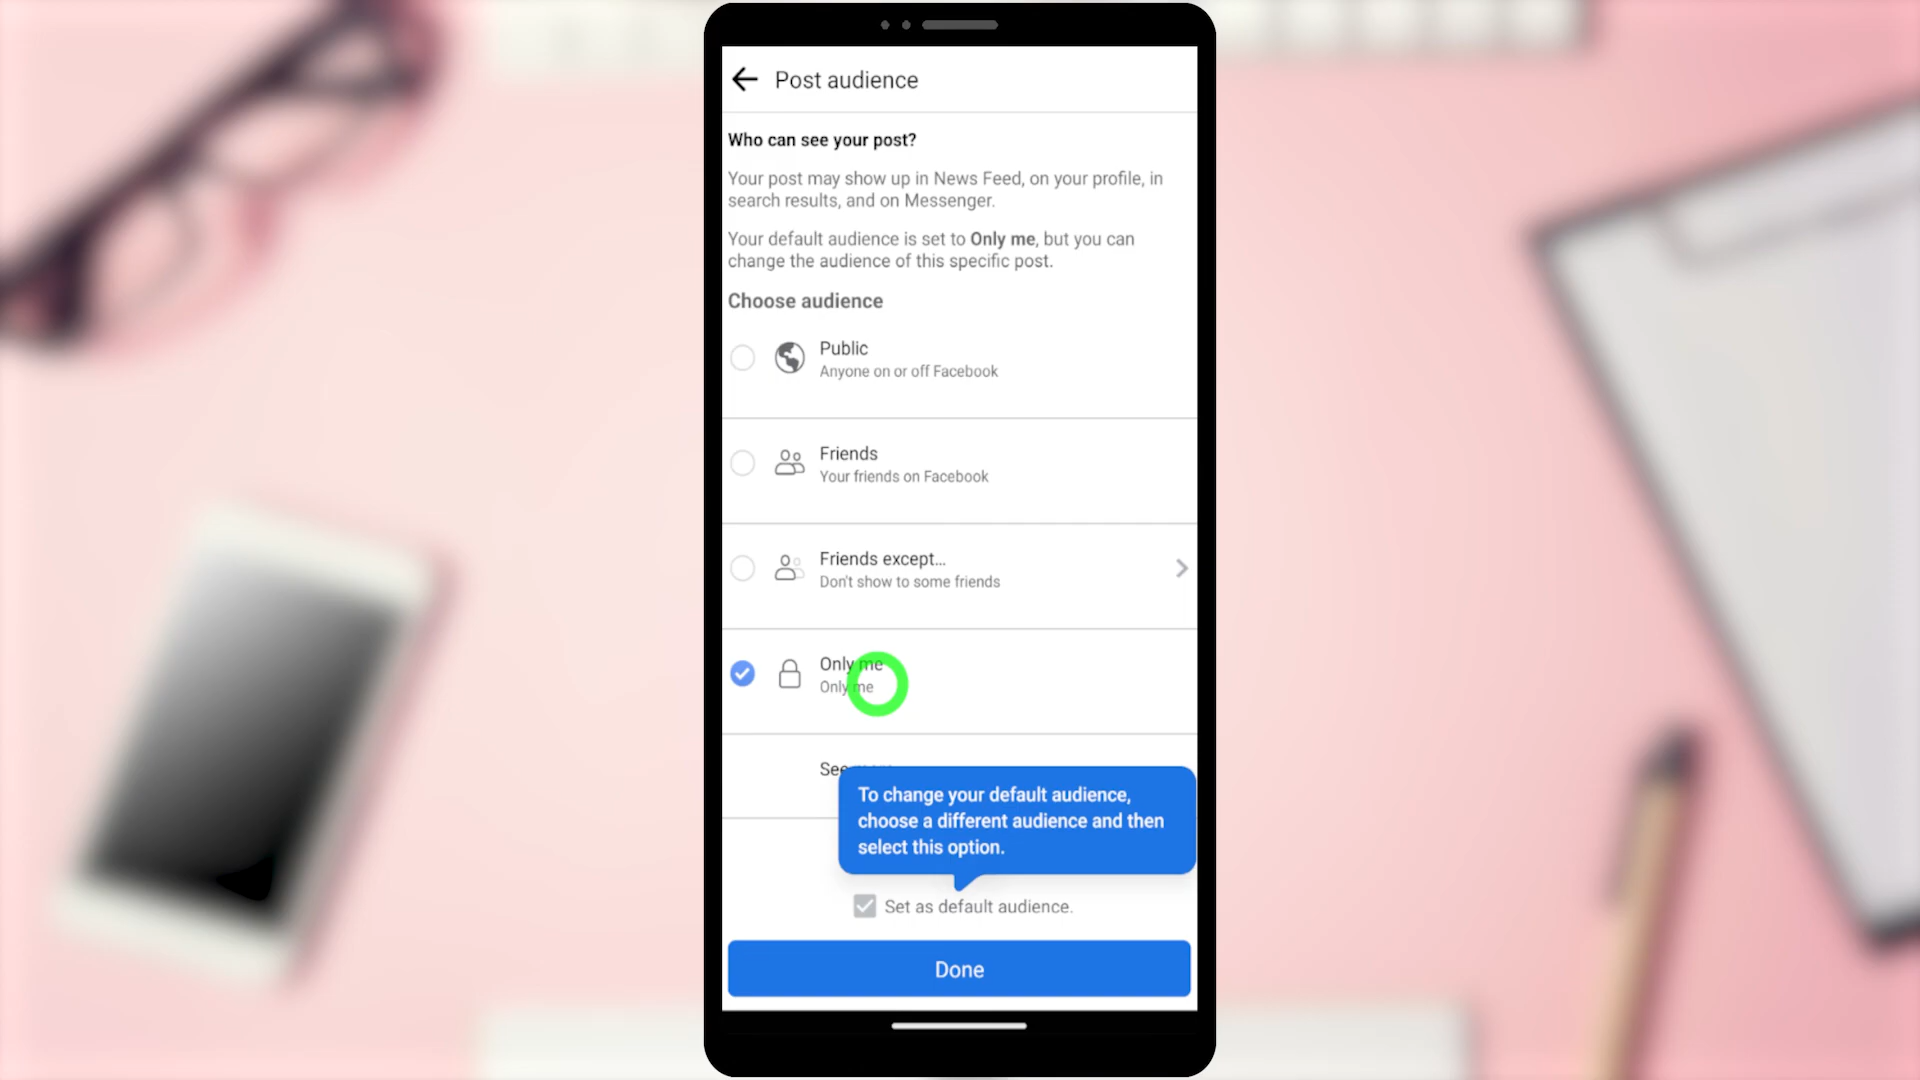 Post audience
Who can see your post?
Your post may show up in News Feed, on your profile, in
search results, and on Messenger.
Your default audience is set to Only me, but you can
change the audience of this specific post.
Choose audience
Public
Anyone on or off Facebook
Friends
Your friends on Facebook
Friends except...
Don't show to some friends
Only me
Only me
See
To change your default audience,
choose a different audience and then
select this option.
Set as default audience.
Done